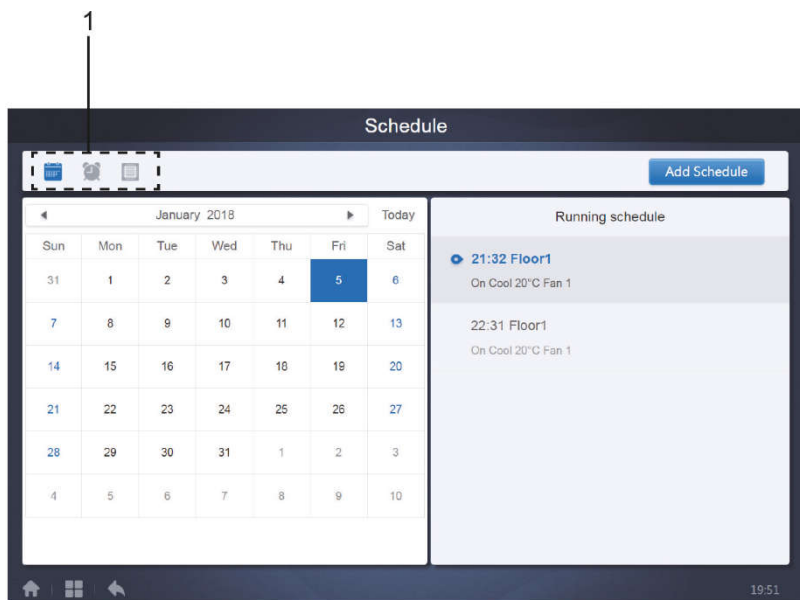 1
Schedule
Add Schedule
January 2018 Today
Sun Mon Tue Wed Thu Fri Sat
31 1 2 3 4 5 6
7 8 9 10 11 12 13
14 15 16 17 18 19 20
21 22 23 24 25 26 27
28 29 30 31 1 2 3
4 5 6 7 8 9 10
Running schedule
21:32 Floor1
On Cool 20°C Fan 1
22:31 Floor1
On Cool 20°C Fan 1
19:51